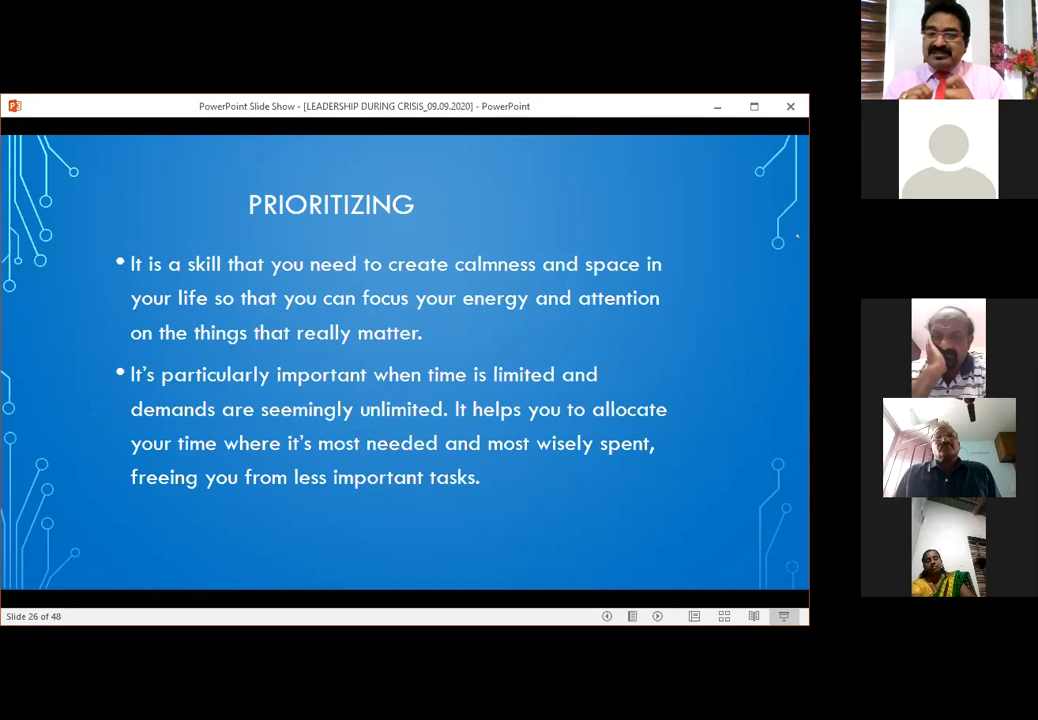 PowerPoint Slide Show - [LEADERSHIP DURING CRISIS_09.09.2020] - PowerPoint
PRIORITIZING
• It is a skill that you need to create calmness and space in
your life so that you can focus your energy and attention
on the things that really matter.
• It's particularly important when time is limited and
demands are seemingly unlimited. It helps you to allocate
your time where it's most needed and most wisely spent,
freeing you from less important tasks.
Slide 26 of 48